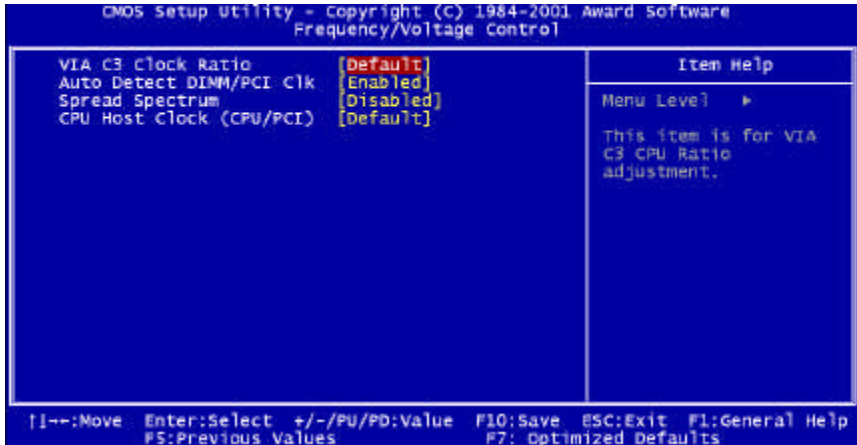 CMOS Setup Utility – Copyright (C) 1984-2001 Award Software
Frequency/Voltage Control
VIA C3 Clock Ratio [Default]
Auto Detect DIMM/PCI Clk [Enabled]
Spread Spectrum [Disabled]
CPU Host Clock (CPU/PCI) [Default]
Item Help
Menu Level ►
This item is for VIA
C3 CPU Ratio
adjustment.
↑↓→←:Move Enter:Select +/-/PU/PD:Value F10:Save ESC:Exit F1:General Help
F5:Previous Values F7: Optimized Defaults